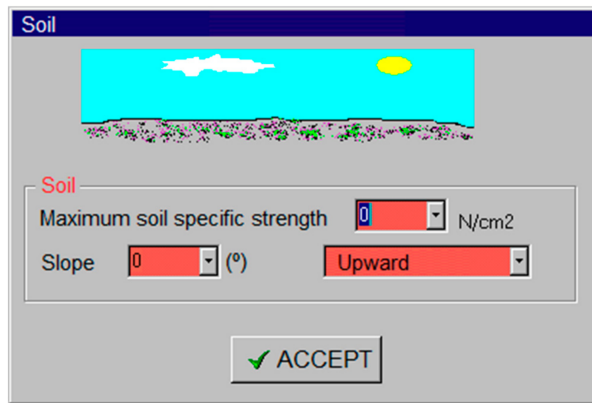 Soil
Soil
Maximum soil specific strength 0 N/cm2
Slope 0 (º) Upward
ACCEPT